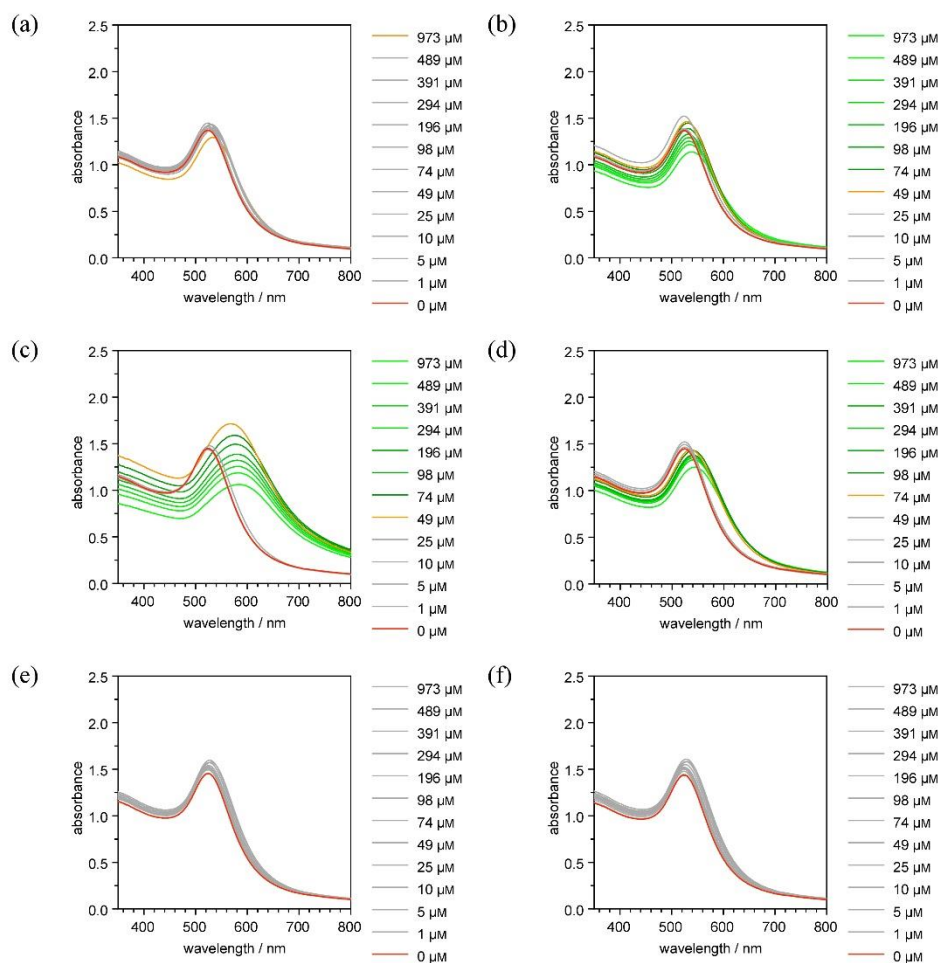 (a)
2.5
2.0
1.5
1.0
0.5
0.0
absorbance
400 500 600 700 800
wavelength / nm
973 µM
489 µM
391 µM
294 µM
196 µM
98 µM
74 µM
49 µM
25 µM
10 µM
5 µM
1 µM
0 µM
(b)
2.5
2.0
1.5
1.0
0.5
0.0
absorbance
400 500 600 700 800
wavelength / nm
973 µM
489 µM
391 µM
294 µM
196 µM
98 µM
74 µM
49 µM
25 µM
10 µM
5 µM
1 µM
0 µM
(c)
2.5
2.0
1.5
1.0
0.5
0.0
absorbance
400 500 600 700 800
wavelength / nm
973 µM
489 µM
391 µM
294 µM
196 µM
98 µM
74 µM
49 µM
25 µM
10 µM
5 µM
1 µM
0 µM
(d)
2.5
2.0
1.5
1.0
0.5
0.0
absorbance
400 500 600 700 800
wavelength / nm
973 µM
489 µM
391 µM
294 µM
196 µM
98 µM
74 µM
49 µM
25 µM
10 µM
5 µM
1 µM
0 µM
(e)
2.5
2.0
1.5
1.0
0.5
0.0
absorbance
400 500 600 700 800
wavelength / nm
973 µM
489 µM
391 µM
294 µM
196 µM
98 µM
74 µM
49 µM
25 µM
10 µM
5 µM
1 µM
0 µM
(f)
2.5
2.0
1.5
1.0
0.5
0.0
absorbance
400 500 600 700 800
wavelength / nm
973 µM
489 µM
391 µM
294 µM
196 µM
98 µM
74 µM
49 µM
25 µM
10 µM
5 µM
1 µM
0 µM